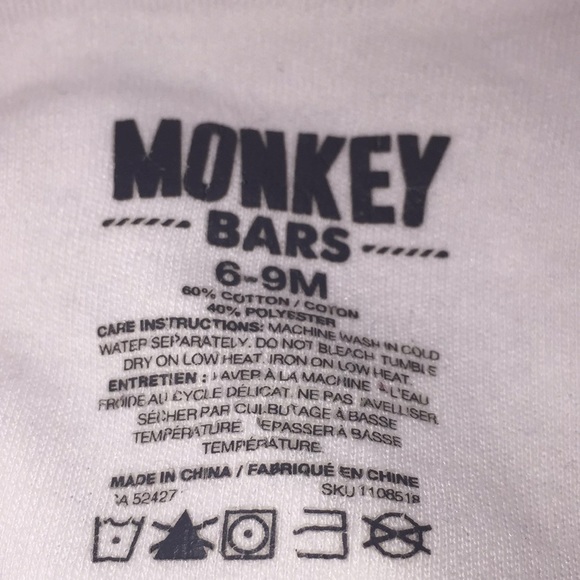 MONKEY
BARS
6-9M
60% COTTON / COTON
40% POLYESTER
CARE INSTRUCTIONS: MACHINE WASH IN COLD
WATER SEPARATELY. DO NOT BLEACH. TUMBLE
DRY ON LOW HEAT. IRON ON LOW HEAT.
ENTRETIEN : LAVER À LA MACHINE À L'EAU
FROIDE AU CYCLE DÉLICAT. NE PAS JAVELLISER.
SÉCHER PAR CULBUTAGE À BASSE
TEMPÉRATURE. REPASSER À BASSE
TEMPÉRATURE.
MADE IN CHINA / FABRIQUÉ EN CHINE
CA 52427
SKU 1108518